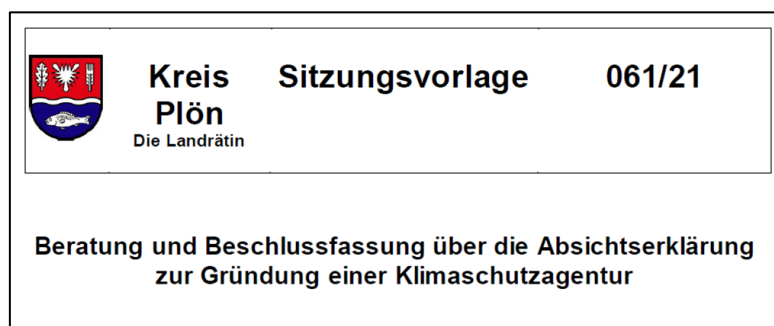 Kreis Sitzungsvorlage 061/21
Plön
Die Landrätin
Beratung und Beschlussfassung über die Absichtserklärung
zur Gründung einer Klimaschutzagentur